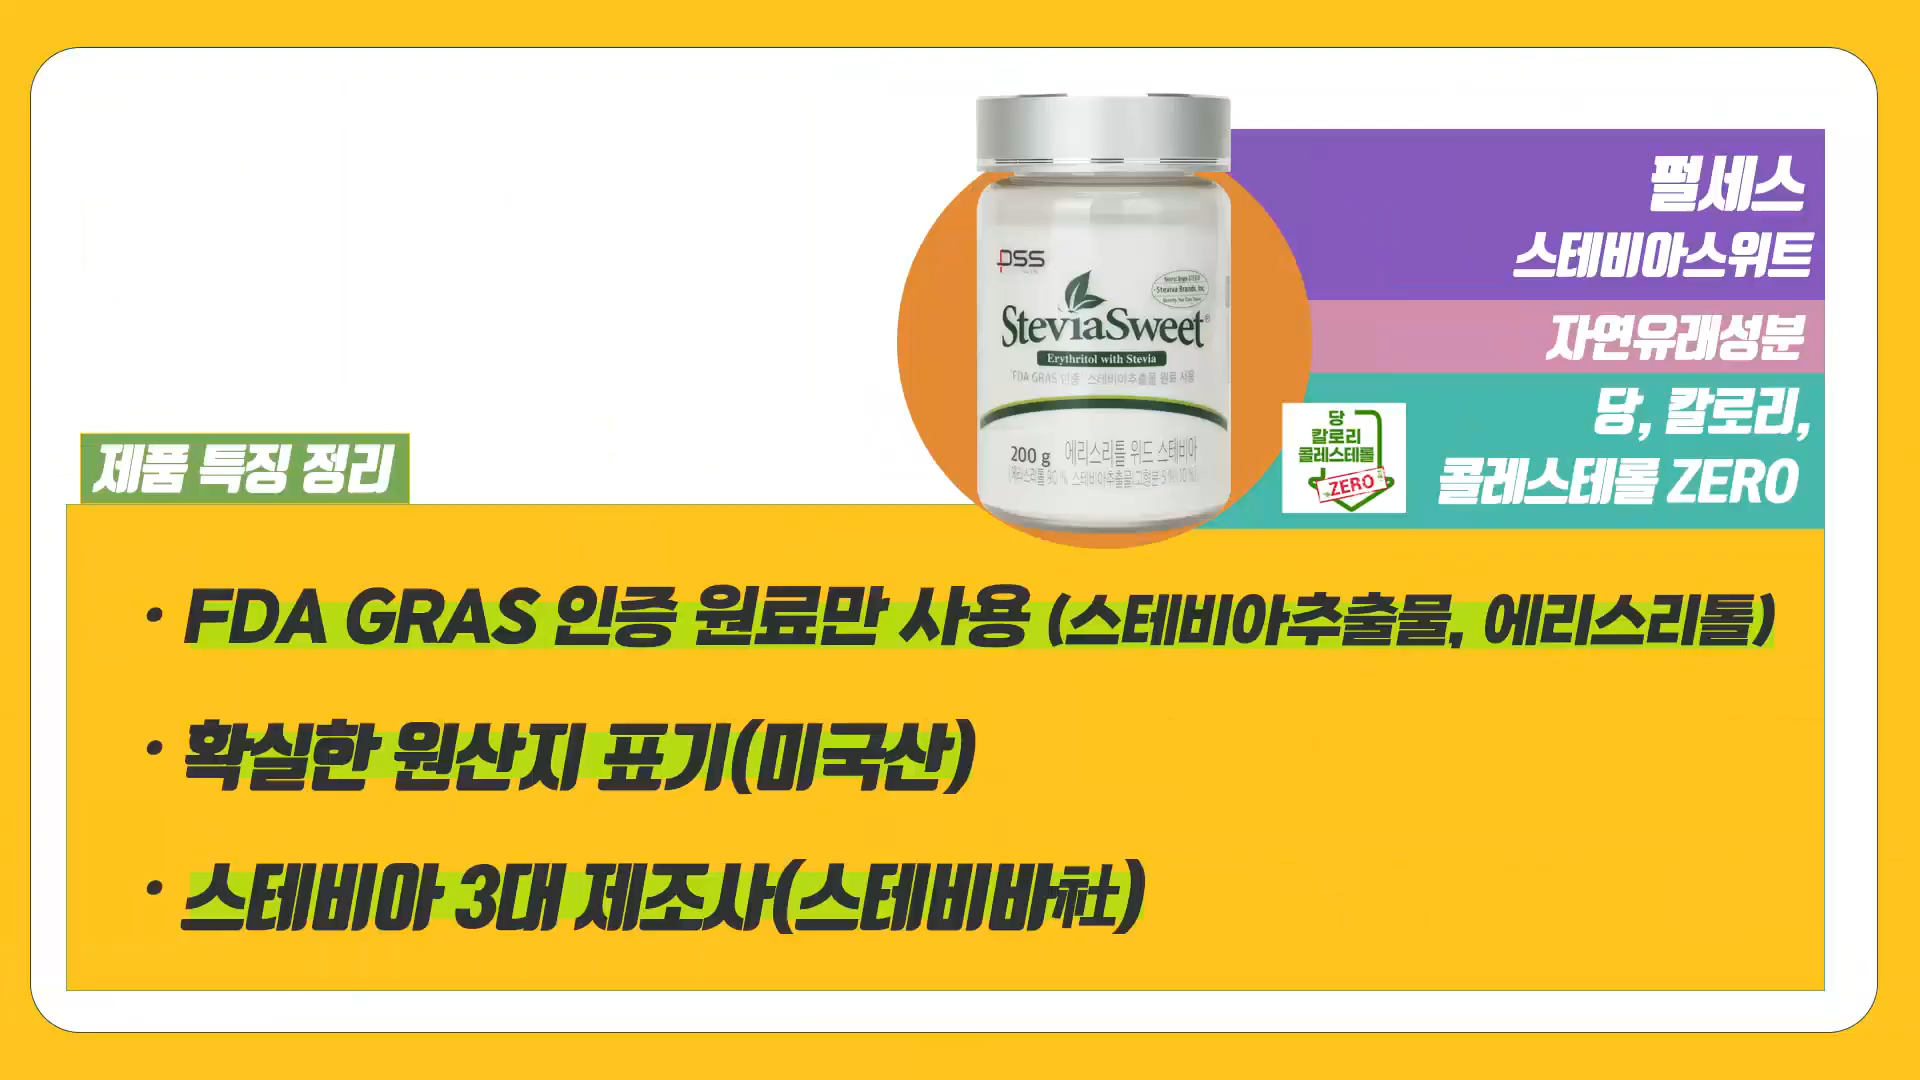 펄세스
스테비아스위트
자연유래성분
당, 칼로리,
콜레스테롤 ZERO
당
칼로리
콜레스테롤
ZERO
PSS
Steviva Brands, Inc
SteviaSweet®
Erythritol with Stevia
'FDA GRAS 인증' 스테비아추출물 원료 사용
200 g 에리스리톨 위드 스테비아
제품 특징 정리
· FDA GRAS 인증 원료만 사용 (스테비아추출물, 에리스리톨)
· 확실한 원산지 표기(미국산)
· 스테비아 3대 제조사(스테비바社)